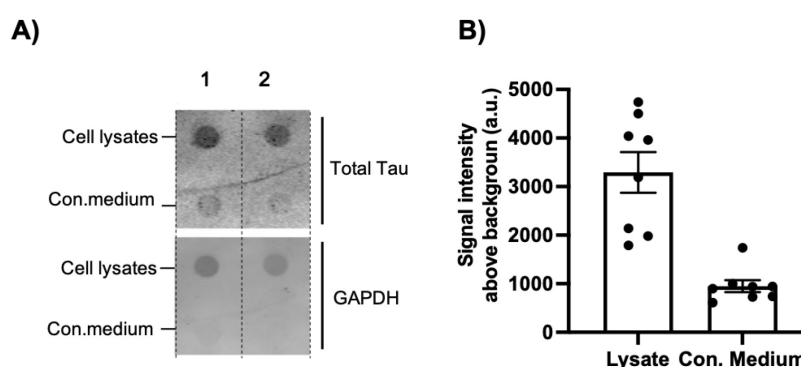 A)
1 2
Cell lysates
Total Tau
Con.medium
Cell lysates
GAPDH
Con.medium
B)
Signal intensity
above backgroun (a.u.)
5000
4000
3000
2000
1000
0
Lysate Con. Medium